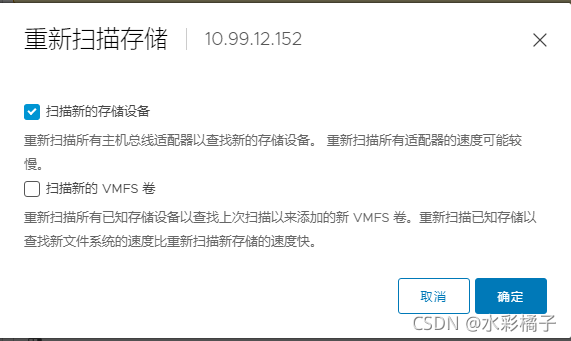 重新扫描存储 10.99.12.152
扫描新的存储设备
重新扫描所有主机总线适配器以查找新的存储设备。 重新扫描所有适配器的速度可能较
慢。
扫描新的 VMFS 卷
重新扫描所有已知存储设备以查找上次扫描以来添加的新 VMFS 卷。重新扫描已知存储以
查找新文件系统的速度比重新扫描新存储的速度快。
取消 确定
CSDN @水彩橘子